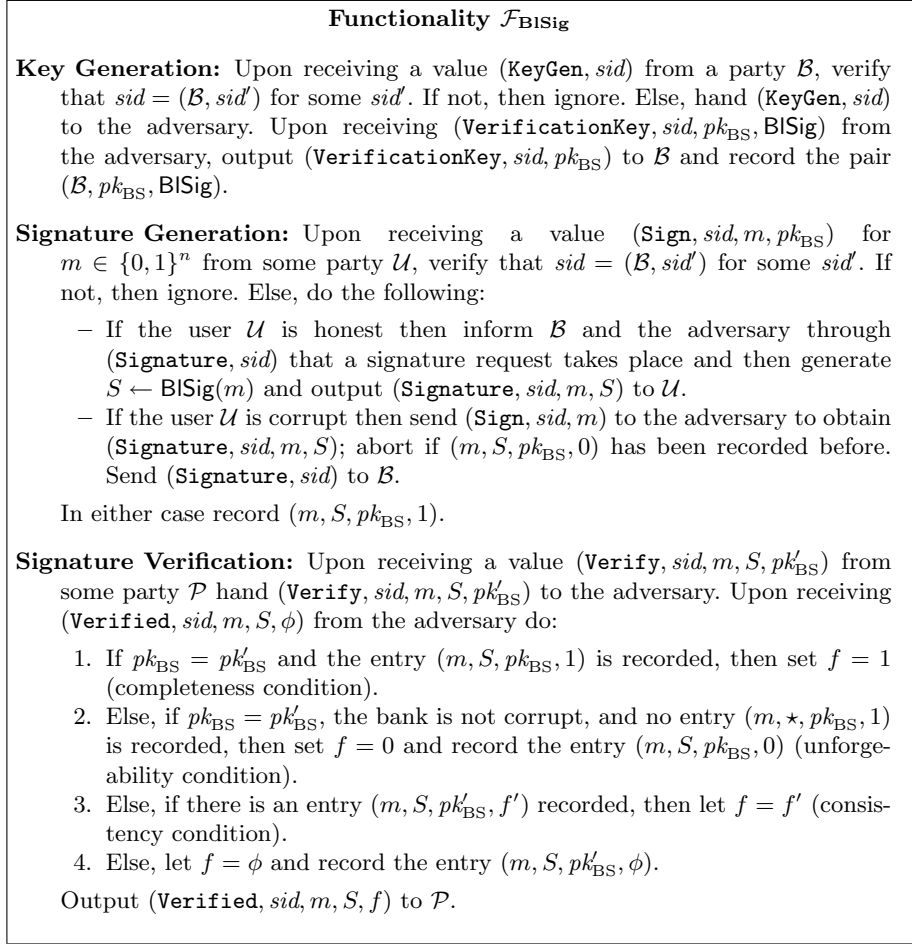 Functionality 𝓕_BlSig
Key Generation: Upon receiving a value (KeyGen, sid) from a party 𝓑, verify
that sid = (𝓑, sid′) for some sid′. If not, then ignore. Else, hand (KeyGen, sid)
to the adversary. Upon receiving (VerificationKey, sid, pk_BS, BlSig) from
the adversary, output (VerificationKey, sid, pk_BS) to 𝓑 and record the pair
(𝓑, pk_BS, BlSig).
Signature Generation: Upon receiving a value (Sign, sid, m, pk_BS) for
m ∈ {0, 1}^n from some party 𝓤, verify that sid = (𝓑, sid′) for some sid′. If
not, then ignore. Else, do the following:
– If the user 𝓤 is honest then inform 𝓑 and the adversary through
(Signature, sid) that a signature request takes place and then generate
S ← BlSig(m) and output (Signature, sid, m, S) to 𝓤.
– If the user 𝓤 is corrupt then send (Sign, sid, m) to the adversary to obtain
(Signature, sid, m, S); abort if (m, S, pk_BS, 0) has been recorded before.
Send (Signature, sid) to 𝓑.
In either case record (m, S, pk_BS, 1).
Signature Verification: Upon receiving a value (Verify, sid, m, S, pk′_BS) from
some party 𝓟 hand (Verify, sid, m, S, pk′_BS) to the adversary. Upon receiving
(Verified, sid, m, S, ϕ) from the adversary do:
1. If pk_BS = pk′_BS and the entry (m, S, pk_BS, 1) is recorded, then set f = 1
(completeness condition).
2. Else, if pk_BS = pk′_BS, the bank is not corrupt, and no entry (m, ⋆, pk_BS, 1)
is recorded, then set f = 0 and record the entry (m, S, pk_BS, 0) (unforge-
ability condition).
3. Else, if there is an entry (m, S, pk′_BS, f′) recorded, then let f = f′ (consis-
tency condition).
4. Else, let f = ϕ and record the entry (m, S, pk′_BS, ϕ).
Output (Verified, sid, m, S, f) to 𝓟.